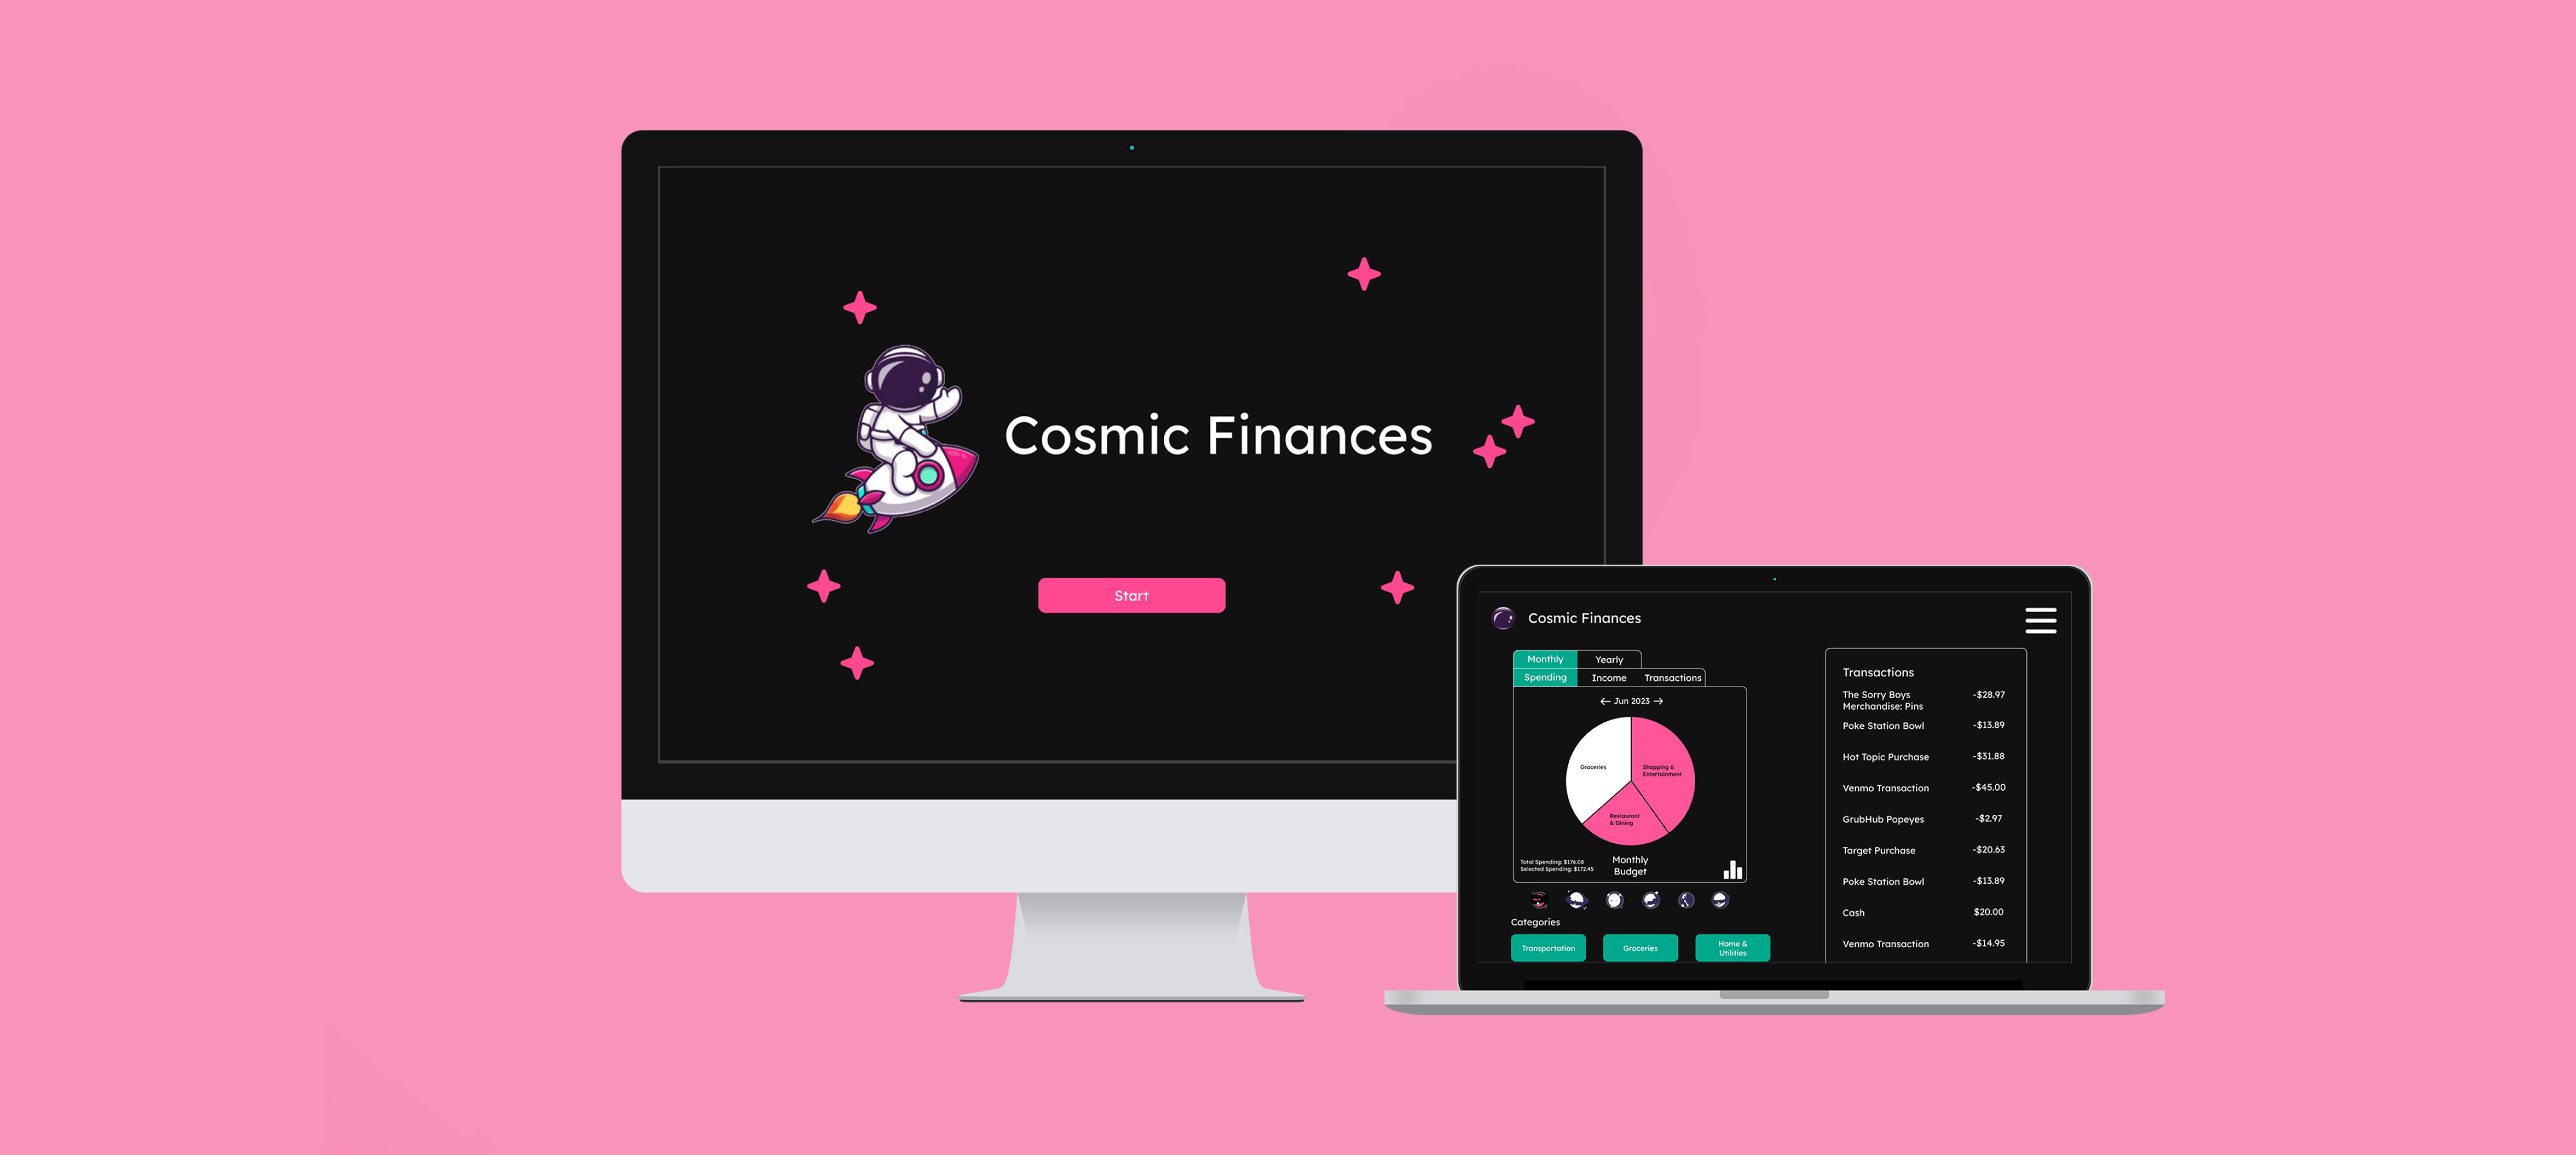 Cosmic Finances
Start
Cosmic Finances
Monthly Yearly
Spending Income Transactions
← Jun 2023 →
Groceries
Shopping &
Entertainment
Restaurant
& Dining
Total Spending: $176.08
Selected Spending: $172.45
Monthly
Budget
Categories
Transportation
Groceries
Home &
Utilities
Transactions
The Sorry Boys -$28.97
Merchandise: Pins
Poke Station Bowl -$13.89
Hot Topic Purchase -$31.88
Venmo Transaction -$45.00
GrubHub Popeyes -$2.97
Target Purchase -$20.63
Poke Station Bowl -$13.89
Cash $20.00
Venmo Transaction -$14.95